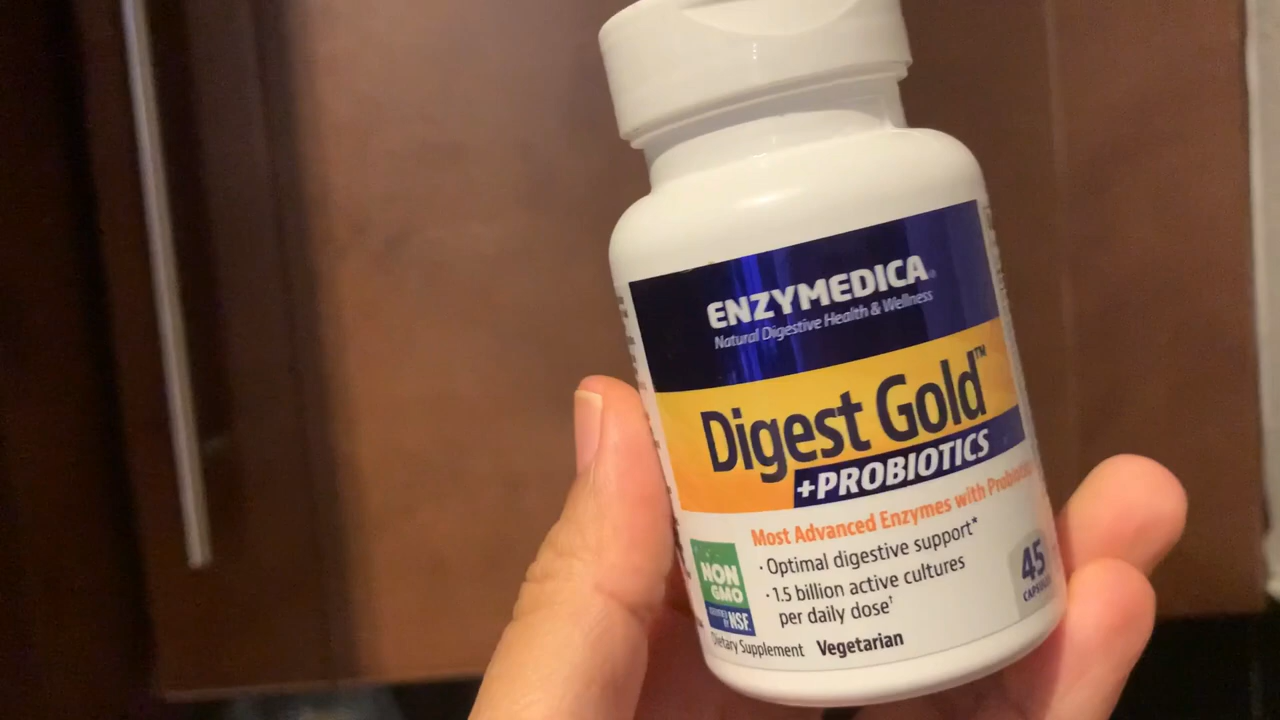 ENZYMEDICA®
Natural Digestive Health & Wellness
Digest Gold™
+PROBIOTICS
Most Advanced Enzymes with
· Optimal digestive support*
· 1.5 billion active cultures
per daily dose†
NON
GMO
NSF.
45
Dietary Supplement Vegetarian